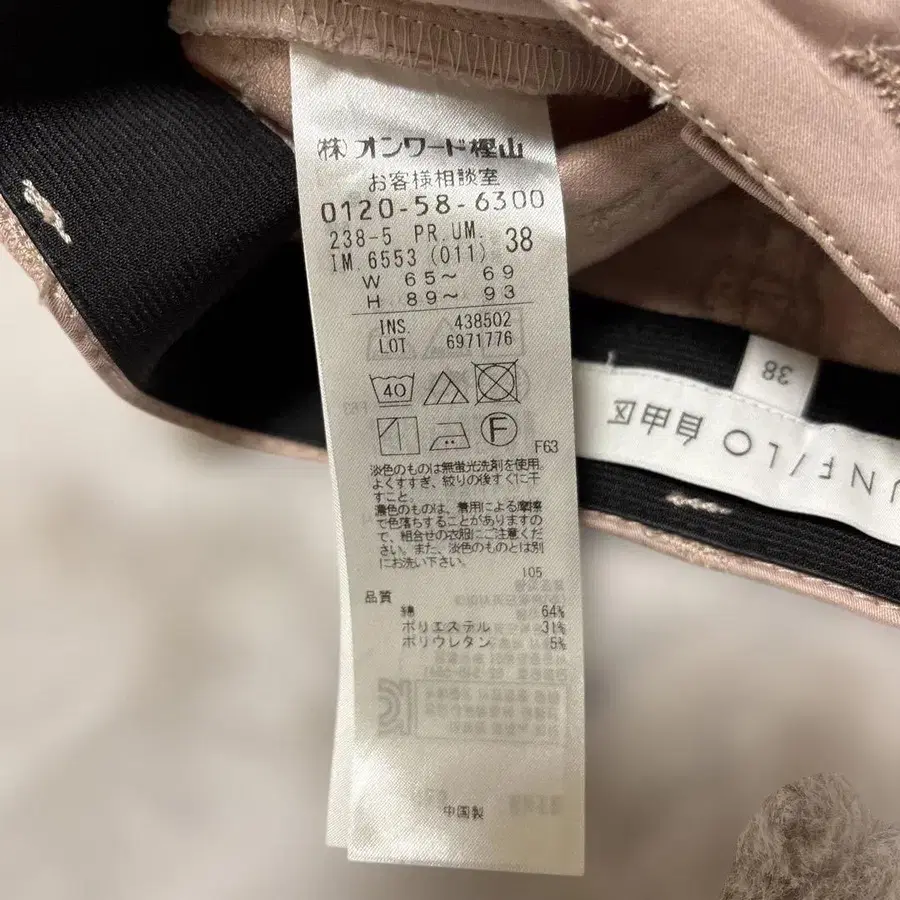 (株)オンワード樫山
お客様相談室
0120-58-6300
238-5 PR.UM. 38
IM.6553 (011)
W 65～ 69
H 89～ 93
INS. 438502
LOT 6971776
40
F
F63
淡色のものは無蛍光洗剤を使用。
よくすすぎ、絞りの後すぐに干
すこと。
濃色のものは、着用による摩擦
で色落ちすることがありますの
で、組合せの衣服にご注意くださ
い。また、淡色のものとは別
にお洗い下さい。
105
品質
綿 64%
ポリエステル 31%
ポリウレタン 5%
中国製
38
UNF/LO 自由区